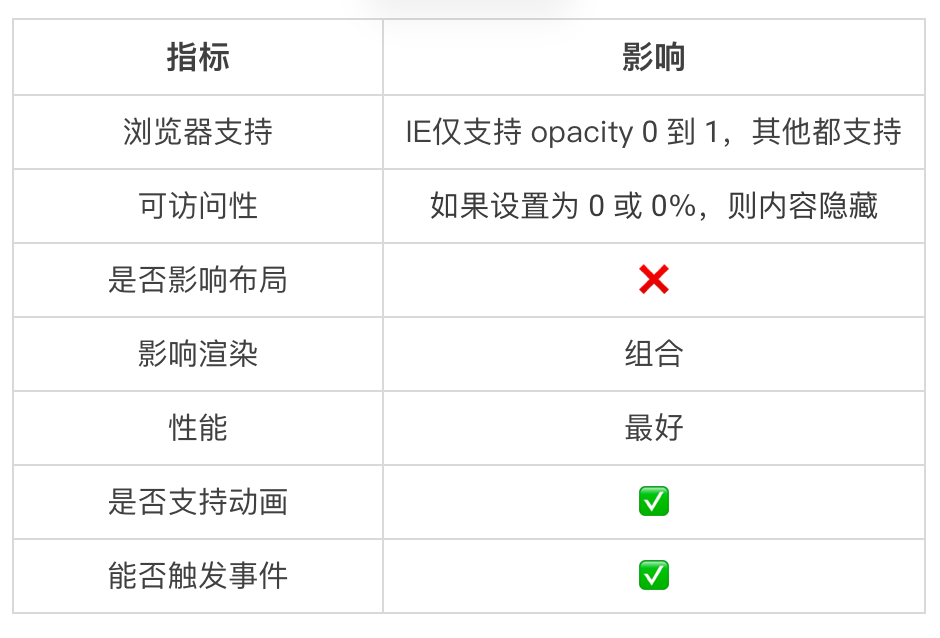 指标 影响
浏览器支持 IE仅支持 opacity 0 到 1，其他都支持
可访问性 如果设置为 0 或 0%，则内容隐藏
是否影响布局 ❌
影响渲染 组合
性能 最好
是否支持动画 ✅
能否触发事件 ✅